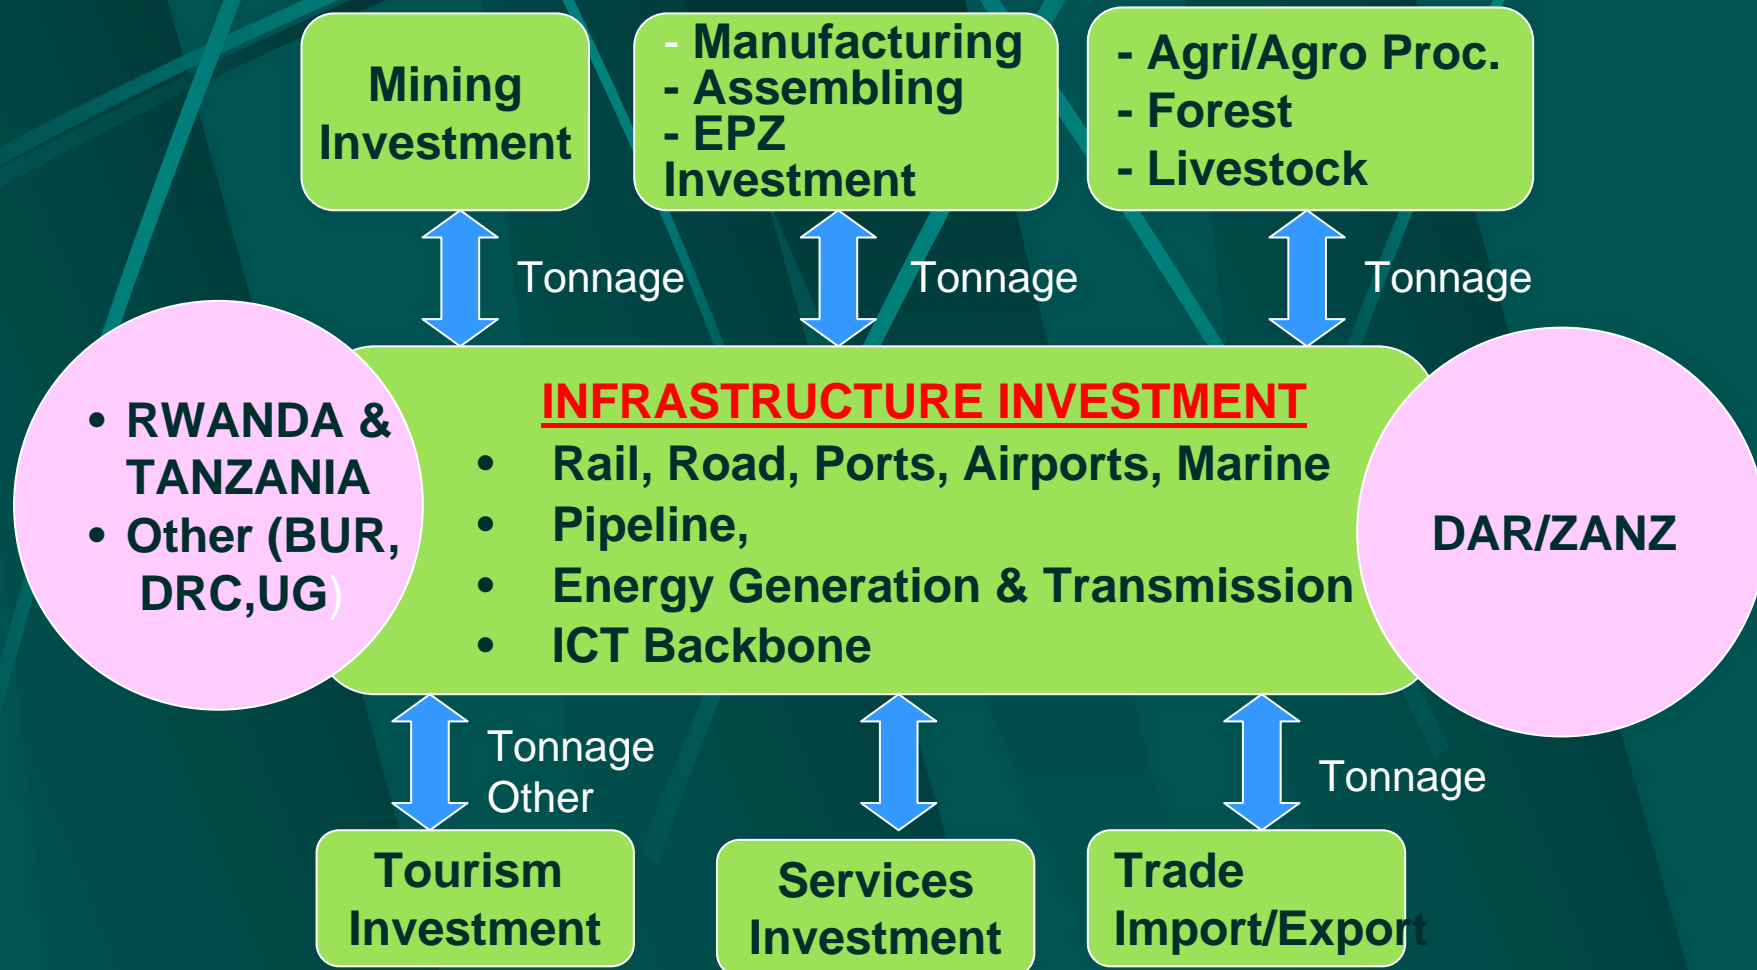 Mining
Investment
- Manufacturing
- Assembling
- EPZ
Investment
- Agri/Agro Proc.
- Forest
- Livestock
Tonnage
Tonnage
Tonnage
• RWANDA &
TANZANIA
• Other (BUR,
DRC,UG)
INFRASTRUCTURE INVESTMENT
• Rail, Road, Ports, Airports, Marine
• Pipeline,
• Energy Generation & Transmission
• ICT Backbone
DAR/ZANZ
Tonnage
Other
Tonnage
Tourism
Investment
Services
Investment
Trade
Import/Export